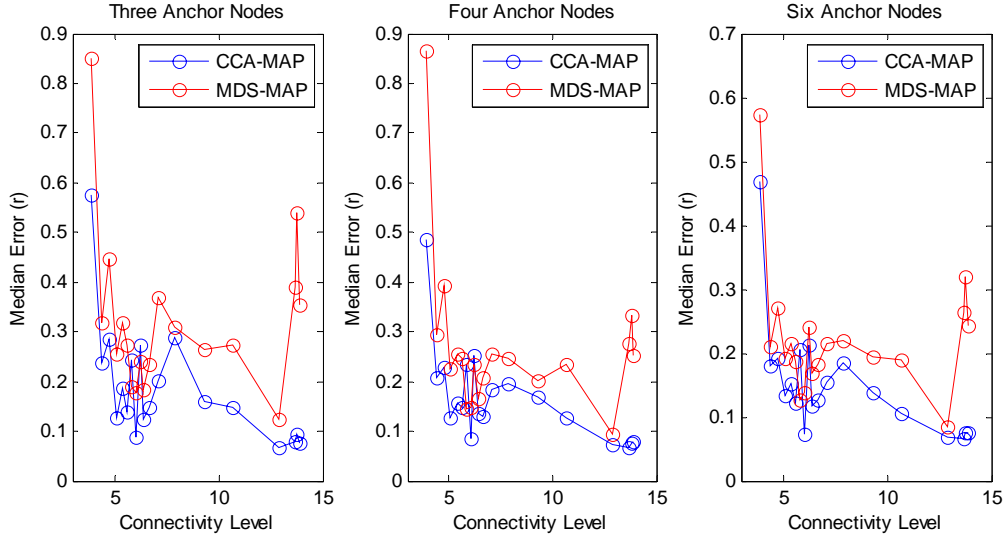 Three Anchor Nodes
0.9
0.8
0.7
0.6
0.5
0.4
0.3
0.2
0.1
0
5
10
15
Median Error (r)
Connectivity Level
CCA-MAP
MDS-MAP
Four Anchor Nodes
0.9
0.8
0.7
0.6
0.5
0.4
0.3
0.2
0.1
0
5
10
15
Median Error (r)
Connectivity Level
CCA-MAP
MDS-MAP
Six Anchor Nodes
0.7
0.6
0.5
0.4
0.3
0.2
0.1
0
5
10
15
Median Error (r)
Connectivity Level
CCA-MAP
MDS-MAP